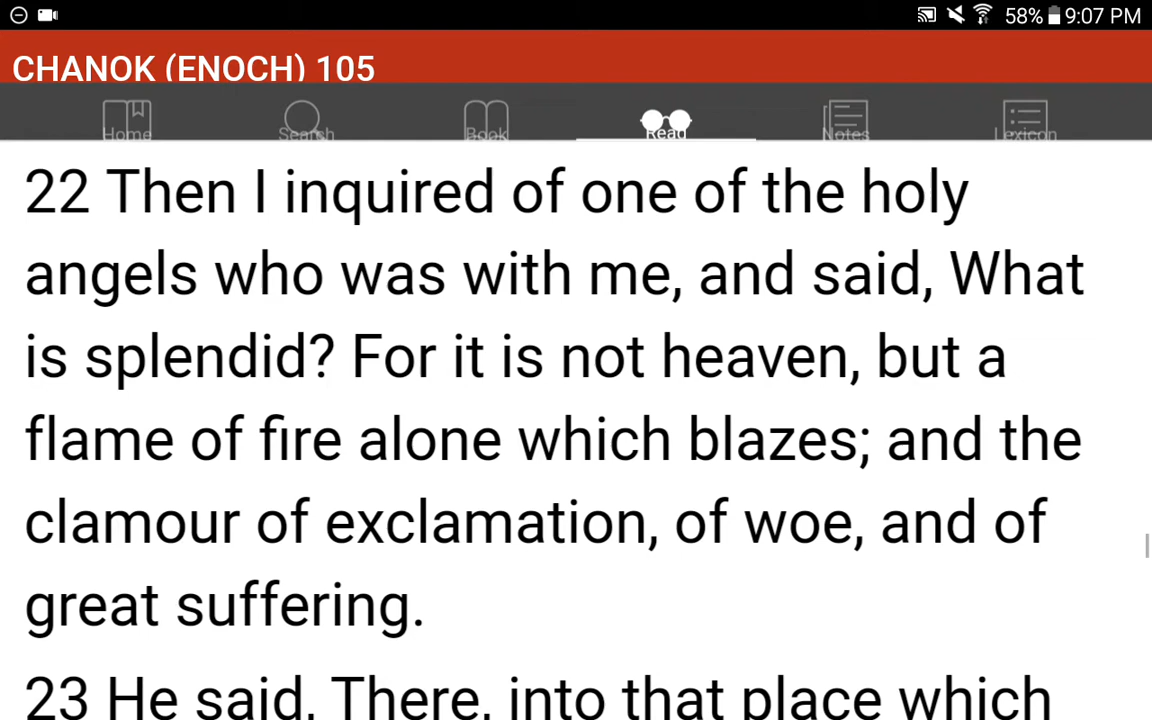 58% 9:07 PM
CHANOK (ENOCH) 105
Home Search Book Read Notes Lexicon
22 Then I inquired of one of the holy
angels who was with me, and said, What
is splendid? For it is not heaven, but a
flame of fire alone which blazes; and the
clamour of exclamation, of woe, and of
great suffering.
23 He said, There, into that place which